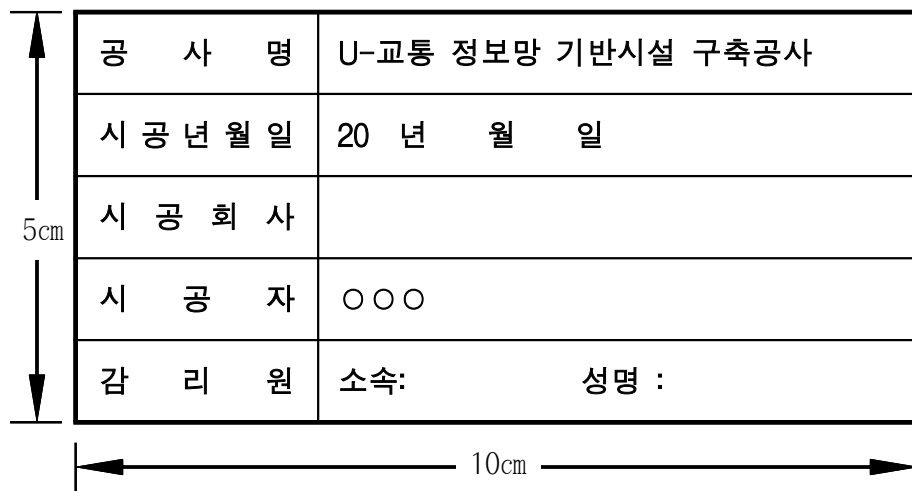 공 사 명 U-교통 정보망 기반시설 구축공사
시 공 년 월 일 20 년 월 일
시 공 회 사
5cm
시 공 자 ○○○
감 리 원 소속: 성명 :
10cm